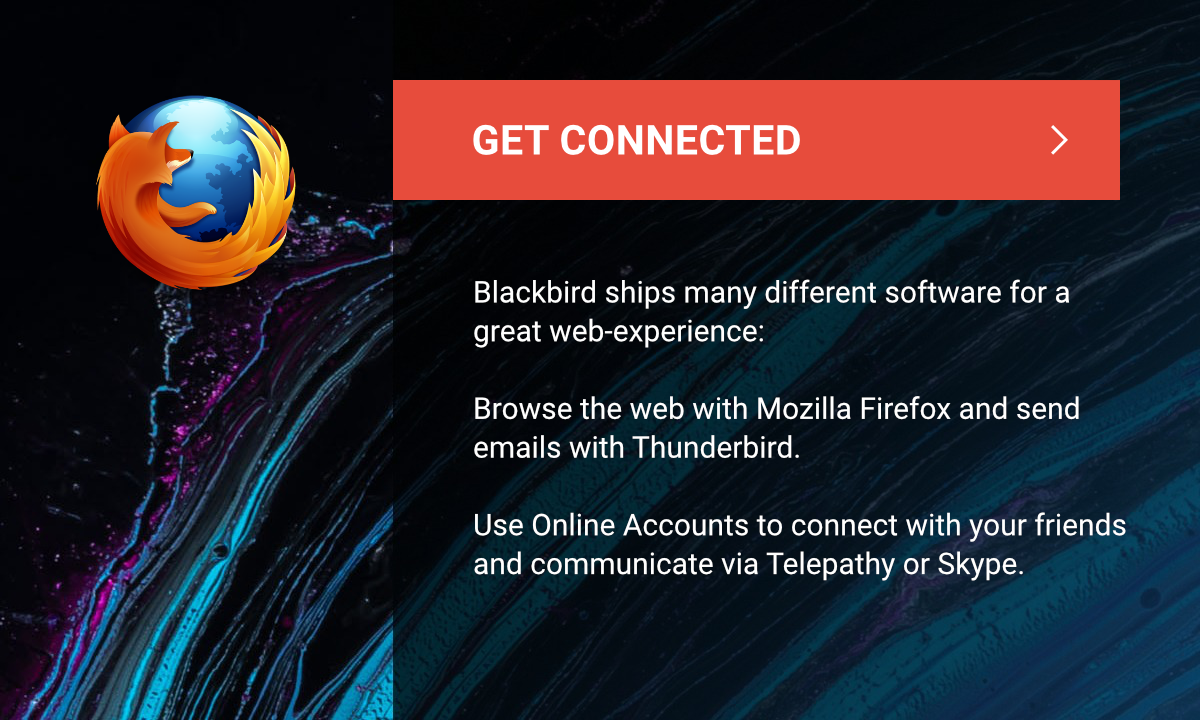 GET CONNECTED
Blackbird ships many different software for a
great web-experience:
Browse the web with Mozilla Firefox and send
emails with Thunderbird.
Use Online Accounts to connect with your friends
and communicate via Telepathy or Skype.